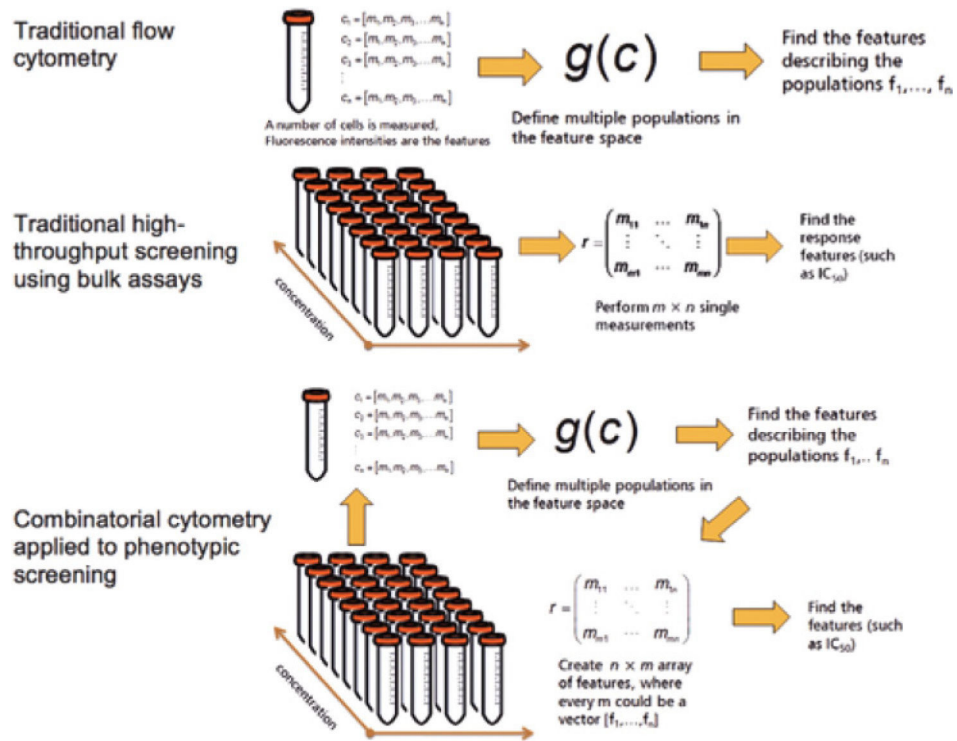 Traditional flow
cytometry
c₁ = [m₁, m₂, m₃, ...mₙ]
c₂ = [m₁, m₂, m₃, ...mₙ]
c₃ = [m₁, m₂, m₃, ...mₙ]
⋮
cₙ = [m₁, m₂, m₃, ...mₙ]
A number of cells is measured,
Fluorescence intensities are the features
g(c)
Define multiple populations in
the feature space
Find the features
describing the
populations f₁,..., fₙ
Traditional high-
throughput screening
using bulk assays
concentration
r = ( m₁₁ ... m₁ₙ
⋮ ⋱ ⋮
mₘ₁ ... mₘₙ )
Perform m × n single
measurements
Find the
response
features (such
as IC₅₀)
Combinatorial cytometry
applied to phenotypic
screening
c₁ = [m₁, m₂, m₃, ...mₙ]
c₂ = [m₁, m₂, m₃, ...mₙ]
c₃ = [m₁, m₂, m₃, ...mₙ]
⋮
cₙ = [m₁, m₂, m₃, ...mₙ]
g(c)
Define multiple populations in
the feature space
Find the features
describing the
populations f₁,.. fₙ
concentration
r = ( m₁₁ ... m₁ₙ
⋮ ⋱ ⋮
mₘ₁ ... mₘₙ )
Create n × m array
of features, where
every m could be a
vector [f₁,...,fₙ]
Find the
features (such
as IC₅₀)